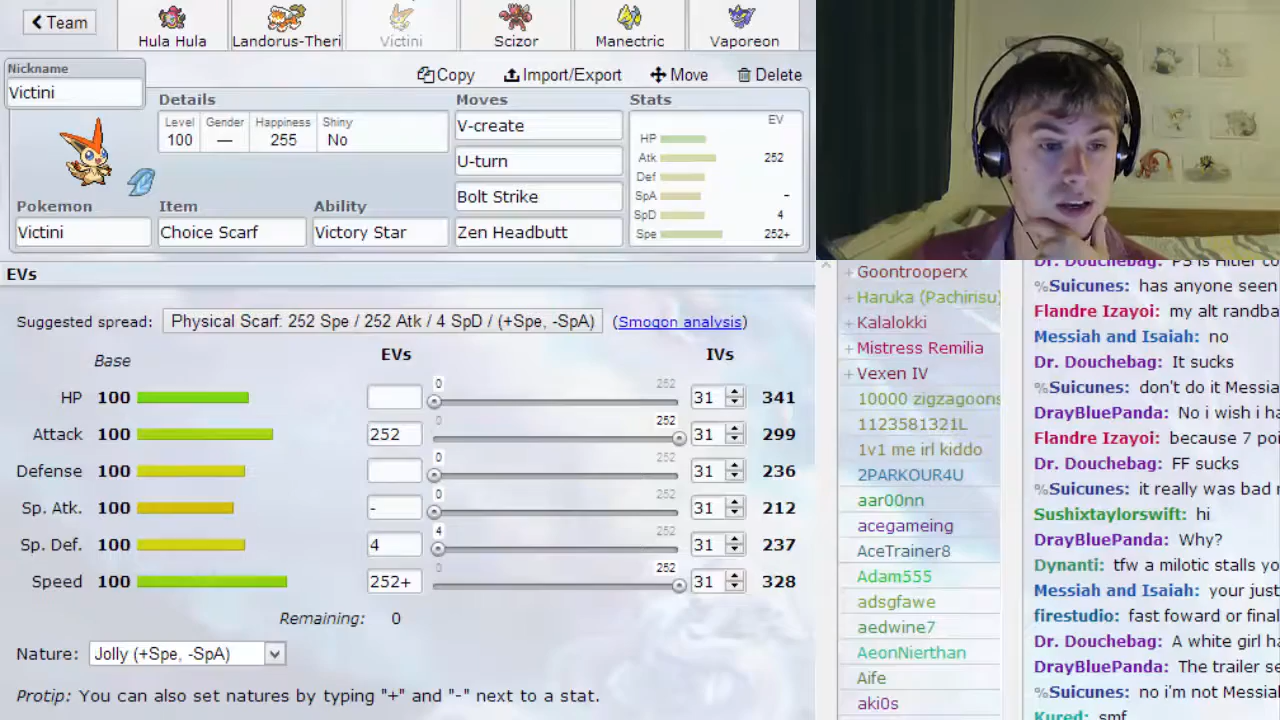 Team
Hula Hula
Landorus-Theri
Victini
Scizor
Manectric
Vaporeon
Nickname
Victini
Copy
Import/Export
Move
Delete
Details
Level
Gender
Happiness
Shiny
100
—
255
No
Pokemon
Victini
Item
Choice Scarf
Ability
Victory Star
Moves
V-create
U-turn
Bolt Strike
Zen Headbutt
Stats
EV
HP
Atk 252
Def
SpA -
SpD 4
Spe 252+
EVs
Suggested spread: Physical Scarf: 252 Spe / 252 Atk / 4 SpD / (+Spe, -SpA) (Smogon analysis)
Base EVs IVs
HP 100 0 252 31 341
Attack 100 252 0 252 31 299
Defense 100 0 252 31 236
Sp. Atk. 100 - 0 252 31 212
Sp. Def. 100 4 4 252 31 237
Speed 100 252+ 0 252 31 328
Remaining: 0
Nature: Jolly (+Spe, -SpA)
Protip: You can also set natures by typing "+" and "-" next to a stat.
+Goontrooperx
+Haruka (Pachirisu)
+Kalalokki
+Mistress Remilia
+Vexen IV
10000 zigzagoons
1123581321L
1v1 me irl kiddo
2PARKOUR4U
aar00nn
acegameing
AceTrainer8
Adam555
adsgfawe
aedwine7
AeonNierthan
Aife
aki0s
Dr. Douchebag: P3 is Hitler co
%Suicunes: has anyone seen
Flandre Izayoi: my alt randba
Messiah and Isaiah: no
Dr. Douchebag: It sucks
%Suicunes: don't do it Messia
DrayBluePanda: No i wish i ha
Flandre Izayoi: because 7 poi
Dr. Douchebag: FF sucks
%Suicunes: it really was bad r
Sushixtaylorswift: hi
DrayBluePanda: Why?
Dynanti: tfw a milotic stalls yo
Messiah and Isaiah: your just
firestudio: fast foward or final
Dr. Douchebag: A white girl ha
DrayBluePanda: The trailer se
%Suicunes: no i'm not Messia
Kured: smf